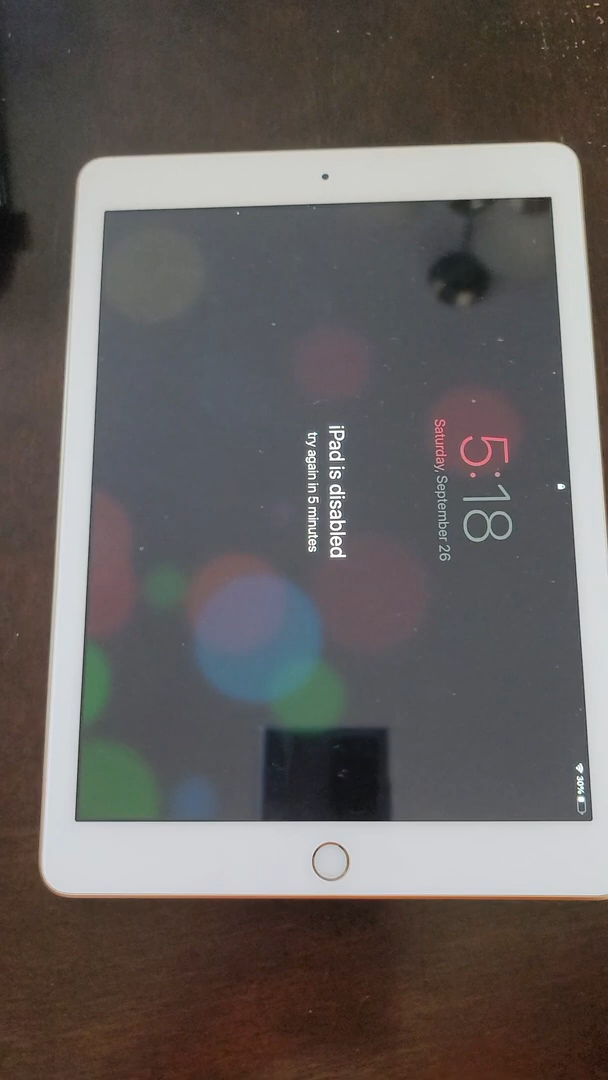 30%
5:18
Saturday, September 26
iPad is disabled
try again in 5 minutes